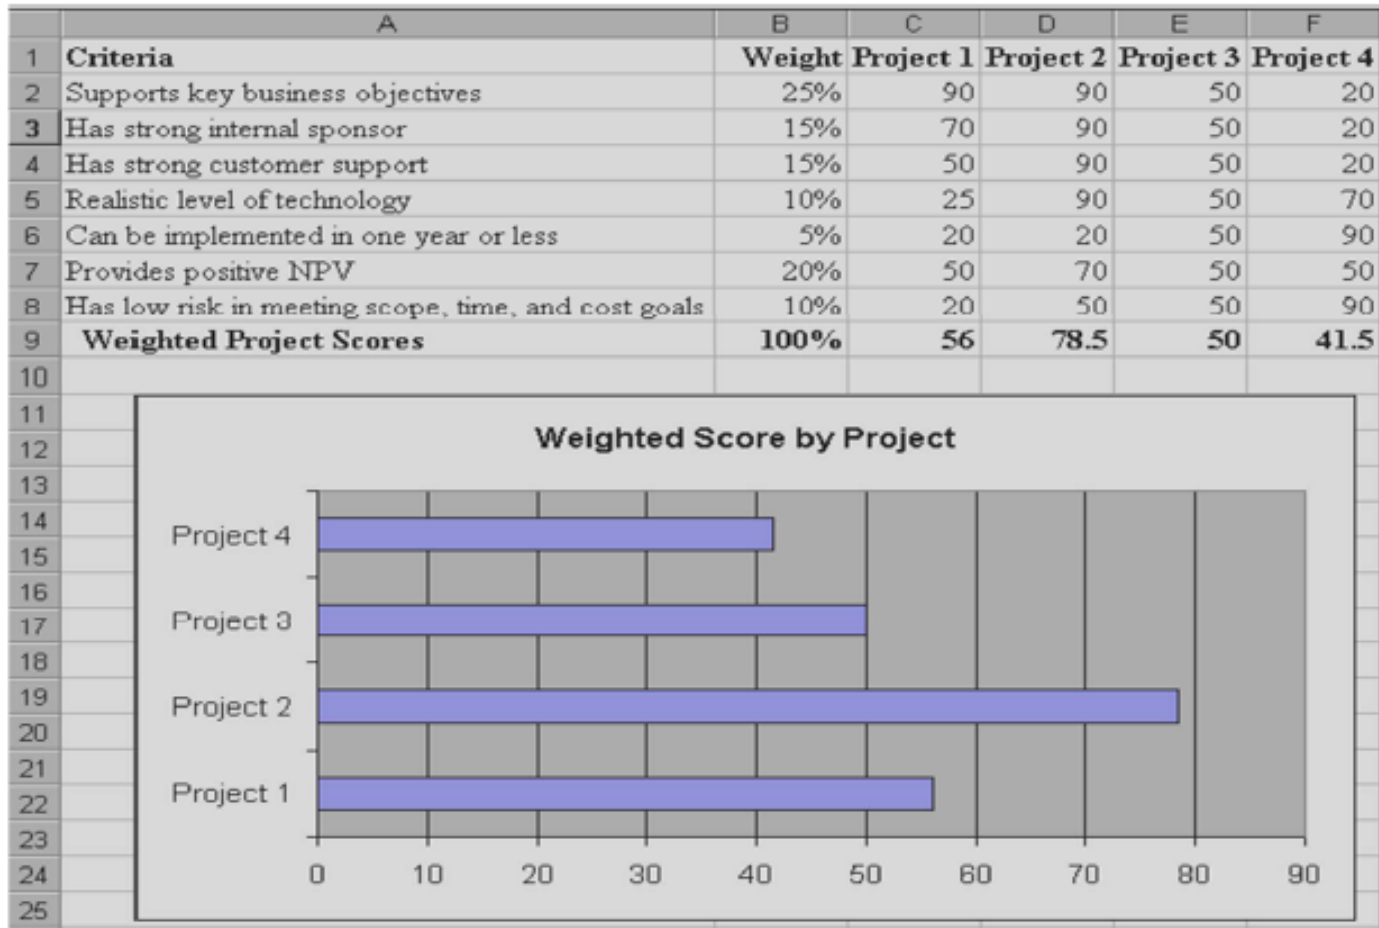 A B C D E F
1 Criteria Weight Project 1 Project 2 Project 3 Project 4
2 Supports key business objectives 25% 90 90 50 20
3 Has strong internal sponsor 15% 70 90 50 20
4 Has strong customer support 15% 50 90 50 20
5 Realistic level of technology 10% 25 90 50 70
6 Can be implemented in one year or less 5% 20 20 50 90
7 Provides positive NPV 20% 50 70 50 50
8 Has low risk in meeting scope, time, and cost goals 10% 20 50 50 90
9 Weighted Project Scores 100% 56 78.5 50 41.5
10
11
12 Weighted Score by Project
13
14 Project 4
15
16
17 Project 3
18
19 Project 2
20
21
22 Project 1
23
24 0 10 20 30 40 50 60 70 80 90
25